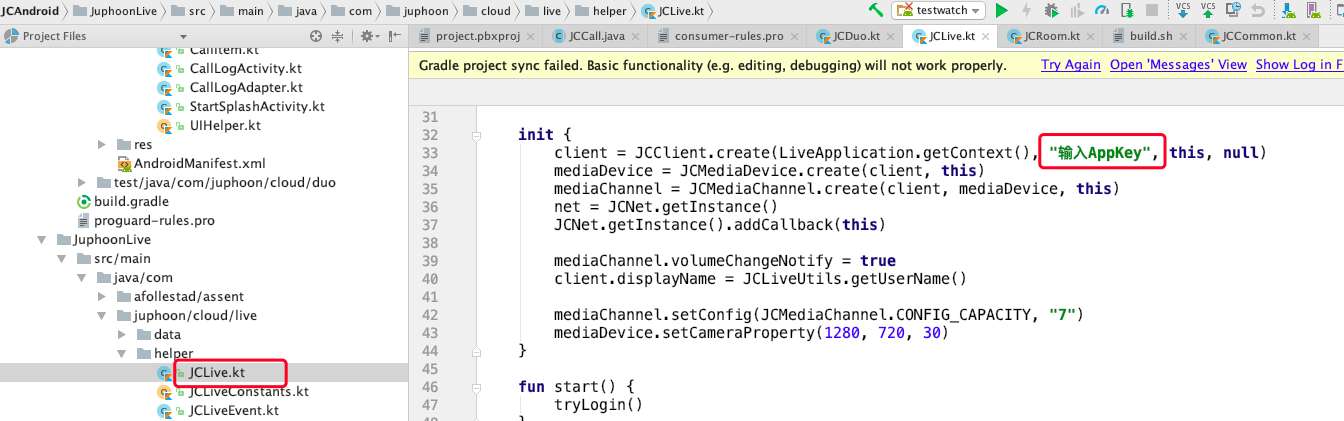 JCAndroid JuphoonLive src main java com juphoon cloud live helper JCLive.kt testwatch VCS VCS
Project Files
project.pbxproj JCCall.java consumer-rules.pro JCDuo.kt JCLive.kt JCRoom.kt build.sh JCCommon.kt
CallItem.kt
CallLogActivity.kt
CallLogAdapter.kt
StartSplashActivity.kt
UIHelper.kt
res
AndroidManifest.xml
test/java/com/juphoon/cloud/duo
build.gradle
proguard-rules.pro
JuphoonLive
src/main
java/com
afollestad/assent
juphoon/cloud/live
data
helper
JCLive.kt
JCLiveConstants.kt
JCLiveEvent.kt
Gradle project sync failed. Basic functionality (e.g. editing, debugging) will not work properly. Try Again Open 'Messages' View Show Log in F
31
32 init {
33 client = JCClient.create(LiveApplication.getContext(), "输入AppKey", this, null)
34 mediaDevice = JCMediaDevice.create(client, this)
35 mediaChannel = JCMediaChannel.create(client, mediaDevice, this)
36 net = JCNet.getInstance()
37 JCNet.getInstance().addCallback(this)
38
39 mediaChannel.volumeChangeNotify = true
40 client.displayName = JCLiveUtils.getUserName()
41
42 mediaChannel.setConfig(JCMediaChannel.CONFIG_CAPACITY, "7")
43 mediaDevice.setCameraProperty(1280, 720, 30)
44 }
45
46 fun start() {
47 tryLogin()